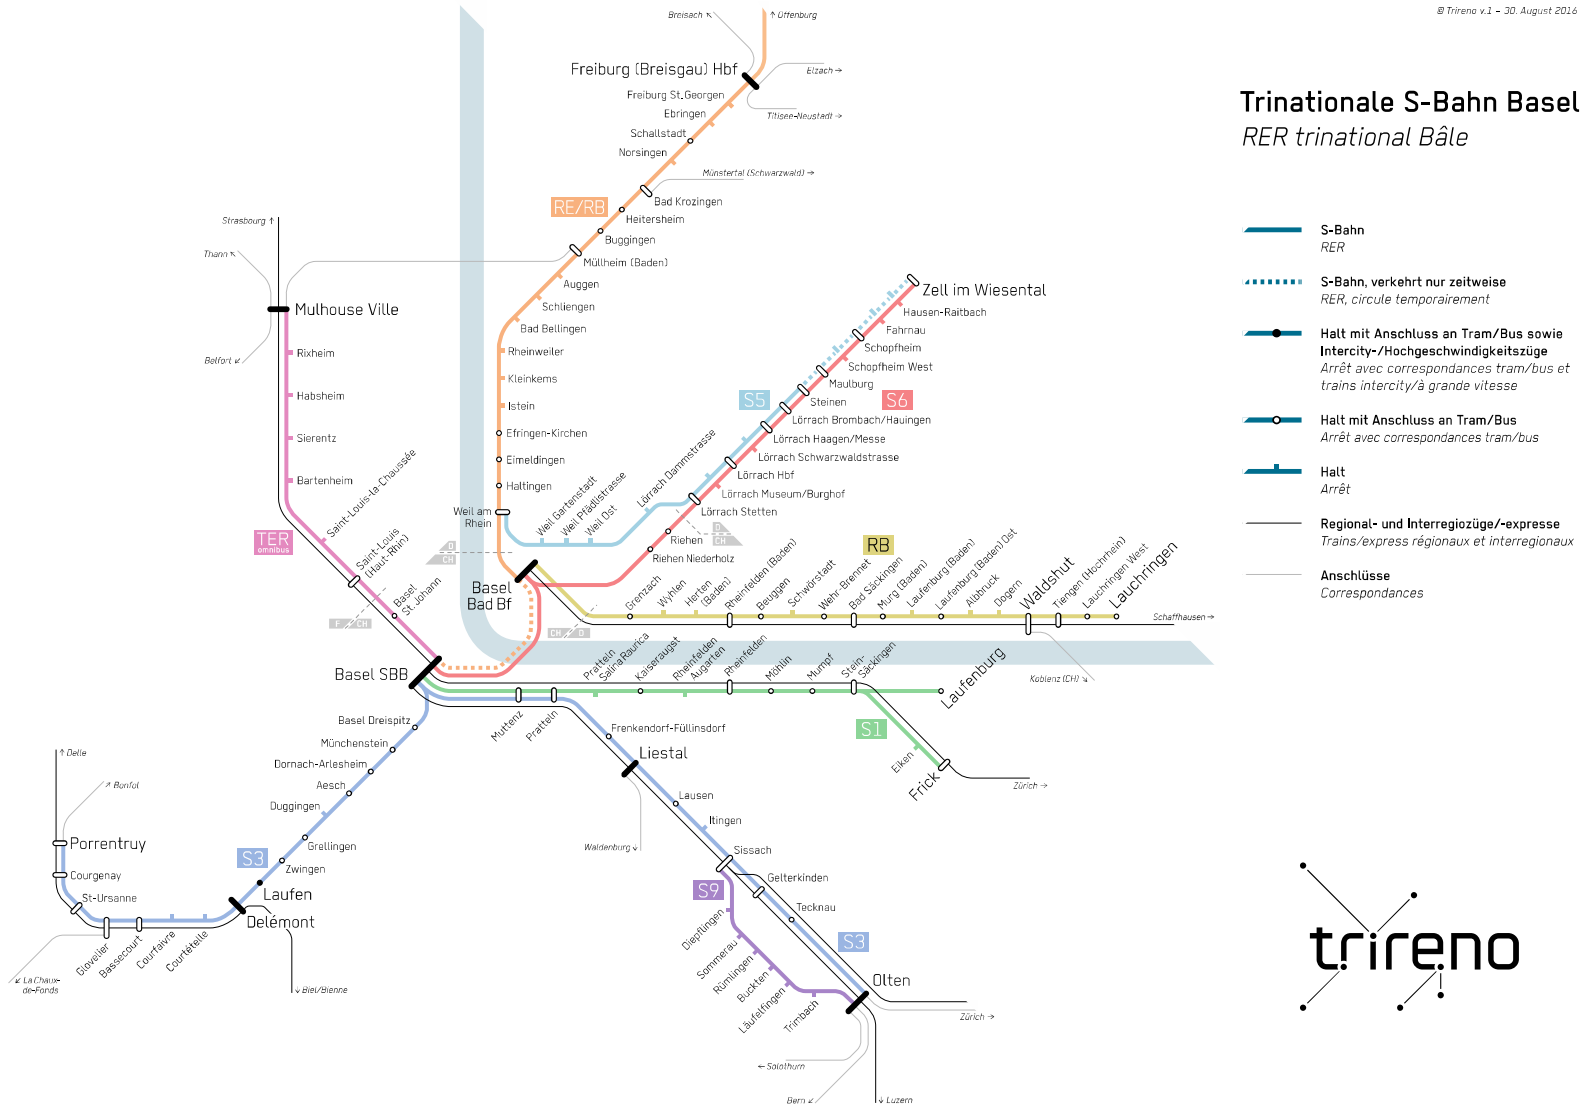 © Trireno v.1 – 30. August 2016
Trinationale S-Bahn Basel
RER trinational Bâle
S-Bahn
RER
S-Bahn, verkehrt nur zeitweise
RER, circule temporairement
Halt mit Anschluss an Tram/Bus sowie
Intercity-/Hochgeschwindigkeitszüge
Arrêt avec correspondances tram/bus et
trains intercity/à grande vitesse
Halt mit Anschluss an Tram/Bus
Arrêt avec correspondances tram/bus
Halt
Arrêt
Regional- und Interregiozüge/-expresse
Trains/express régionaux et interregionaux
Anschlüsse
Correspondances
trireno
Breisach ↖
↑ Offenburg
Freiburg (Breisgau) Hbf
Elzach →
Titisee-Neustadt →
Freiburg St.Georgen
Ebringen
Schallstadt
Norsingen
Münstertal (Schwarzwald) →
Bad Krozingen
RE/RB
Heitersheim
Buggingen
Müllheim (Baden)
Auggen
Schliengen
Bad Bellingen
Rheinweiler
Kleinkems
Istein
Efringen-Kirchen
Eimeldingen
Haltingen
Weil am
Rhein
D
CH
Basel
Bad Bf
Strasbourg ↑
Thann ↖
Mulhouse Ville
Belfort ↙
Rixheim
Habsheim
Sierentz
Bartenheim
Saint-Louis-la-Chaussée
TER
omnibus
Saint-Louis
(Haut-Rhin)
Basel
St.Johann
F
CH
Basel SBB
Zell im Wiesental
Hausen-Raitbach
Fahrnau
Schopfheim
Schopfheim West
Maulburg
Steinen
S5
S6
Lörrach Brombach/Hauingen
Lörrach Haagen/Messe
Lörrach Schwarzwaldstrasse
Lörrach Hbf
Lörrach Museum/Burghof
Lörrach Stetten
Lörrach Dammstrasse
Weil Gartenstadt
Weil Pfädlistrasse
Weil Ost
D
CH
Riehen
Riehen Niederholz
RB
CH
D
Grenzach
Wyhlen
Herten
(Baden)
Rheinfelden (Baden)
Beuggen
Schwörstadt
Wehr-Brennet
Bad Säckingen
Murg (Baden)
Laufenburg (Baden)
Laufenburg (Baden) Ost
Albbruck
Dogern
Waldshut
Tiengen (Hochrhein)
Lauchringen West
Lauchringen
Schaffhausen →
Koblenz (CH) ↘
Muttenz
Pratteln
Pratteln
Salina Raurica
Kaiseraugst
Rheinfelden
Augarten
Rheinfelden
Möhlin
Mumpf
Stein-
Säckingen
Laufenburg
S1
Eiken
Frick
Zürich →
Basel Dreispitz
Münchenstein
Dornach-Arlesheim
Aesch
Duggingen
Grellingen
Zwingen
S3
Laufen
Delémont
Courtételle
Courfaivre
Bassecourt
Glovelier
St-Ursanne
Courgenay
Porrentruy
↑ Delle
↗ Bonfol
↙ La Chaux-
de-Fonds
↓ Biel/Bienne
Frenkendorf-Füllinsdorf
Liestal
Waldenburg ↓
Lausen
Itingen
Sissach
Gelterkinden
Tecknau
S3
S9
Diepflingen
Sommerau
Rümlingen
Buckten
Läufelfingen
Trimbach
Olten
Zürich →
← Solothurn
Bern ↙
↓ Luzern